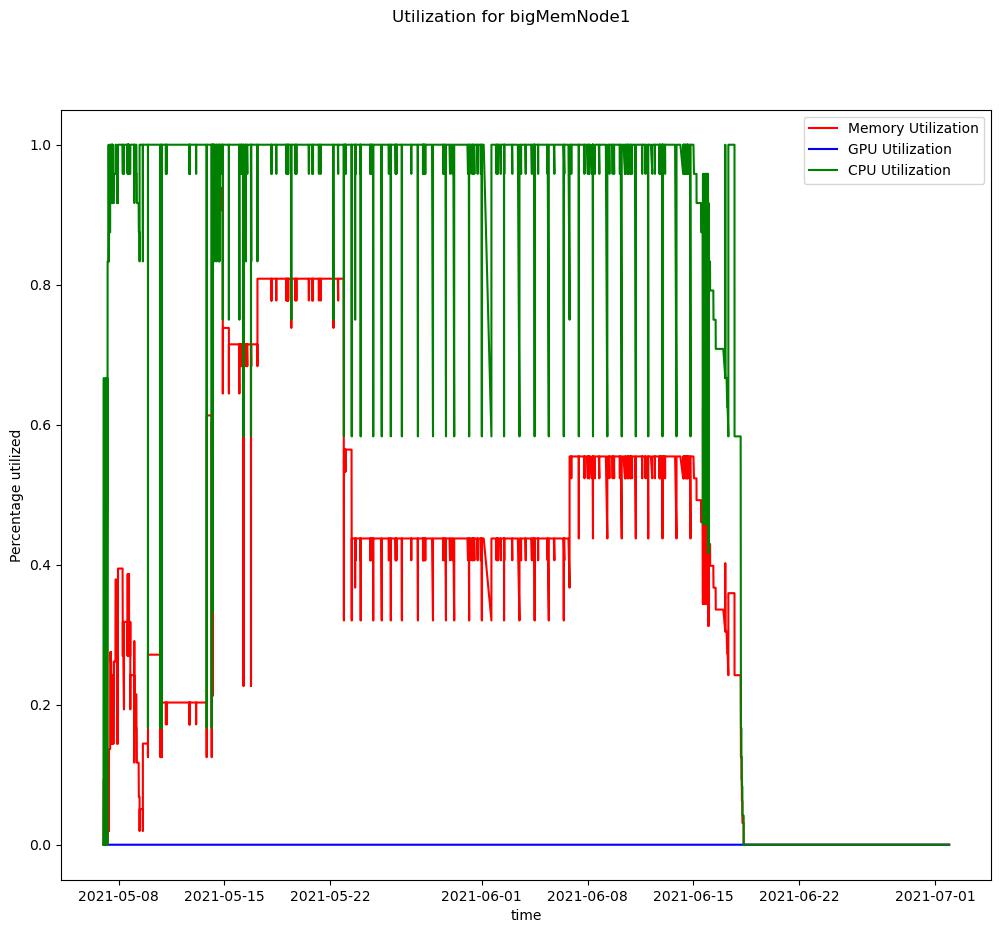 Utilization for bigMemNode1
Memory Utilization
GPU Utilization
CPU Utilization
Percentage utilized
1.0
0.8
0.6
0.4
0.2
0.0
2021-05-08 2021-05-15 2021-05-22 2021-06-01 2021-06-08 2021-06-15 2021-06-22 2021-07-01
time